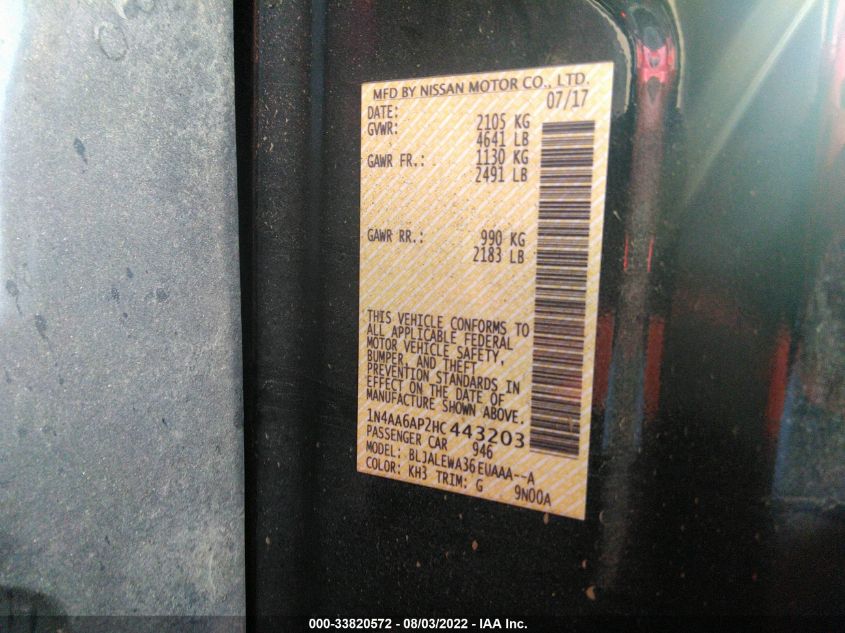 MFD BY NISSAN MOTOR CO., LTD.
DATE: 07/17
GVWR: 2105 KG
4641 LB
GAWR FR.: 1130 KG
2491 LB
GAWR RR.: 990 KG
2183 LB
THIS VEHICLE CONFORMS TO
ALL APPLICABLE FEDERAL
MOTOR VEHICLE SAFETY,
BUMPER, AND THEFT
PREVENTION STANDARDS IN
EFFECT ON THE DATE OF
MANUFACTURE SHOWN ABOVE.
1N4AA6AP2HC443203
PASSENGER CAR 946
MODEL: BLJALEWA36EUAAA--A
COLOR: KH3 TRIM: G 9N00A
000-33820572 - 08/03/2022 - IAA Inc.